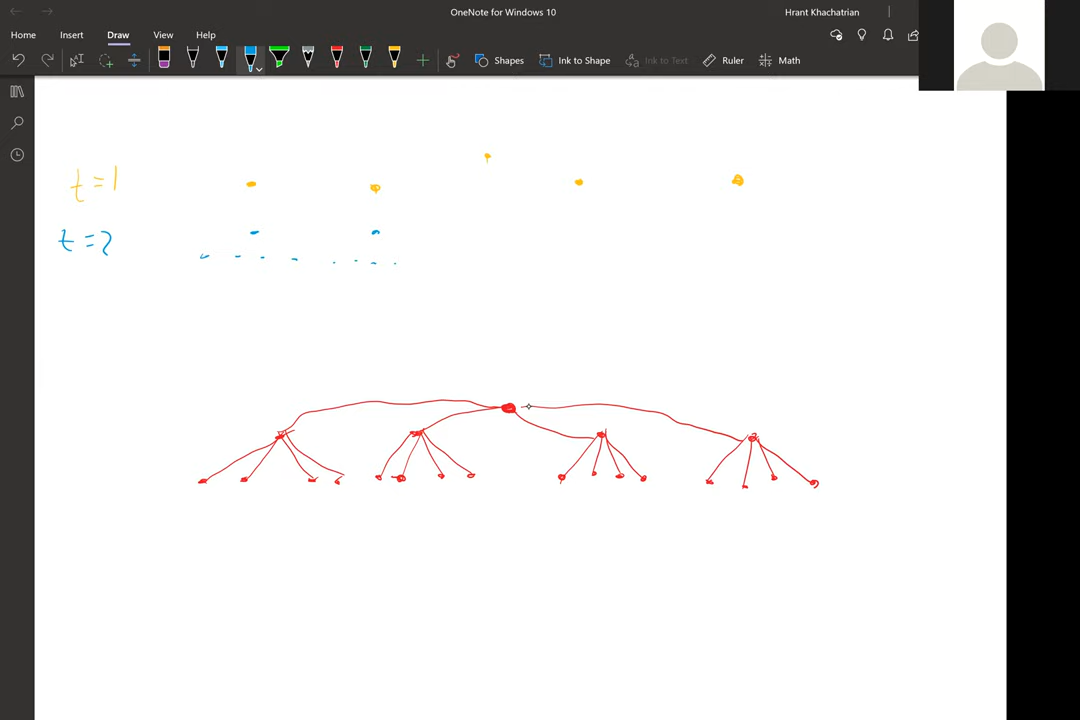 OneNote for Windows 10
Hrant Khachatrian
Home Insert Draw View Help
Shapes Ink to Shape Ink to Text Ruler Math
t=1
t=2